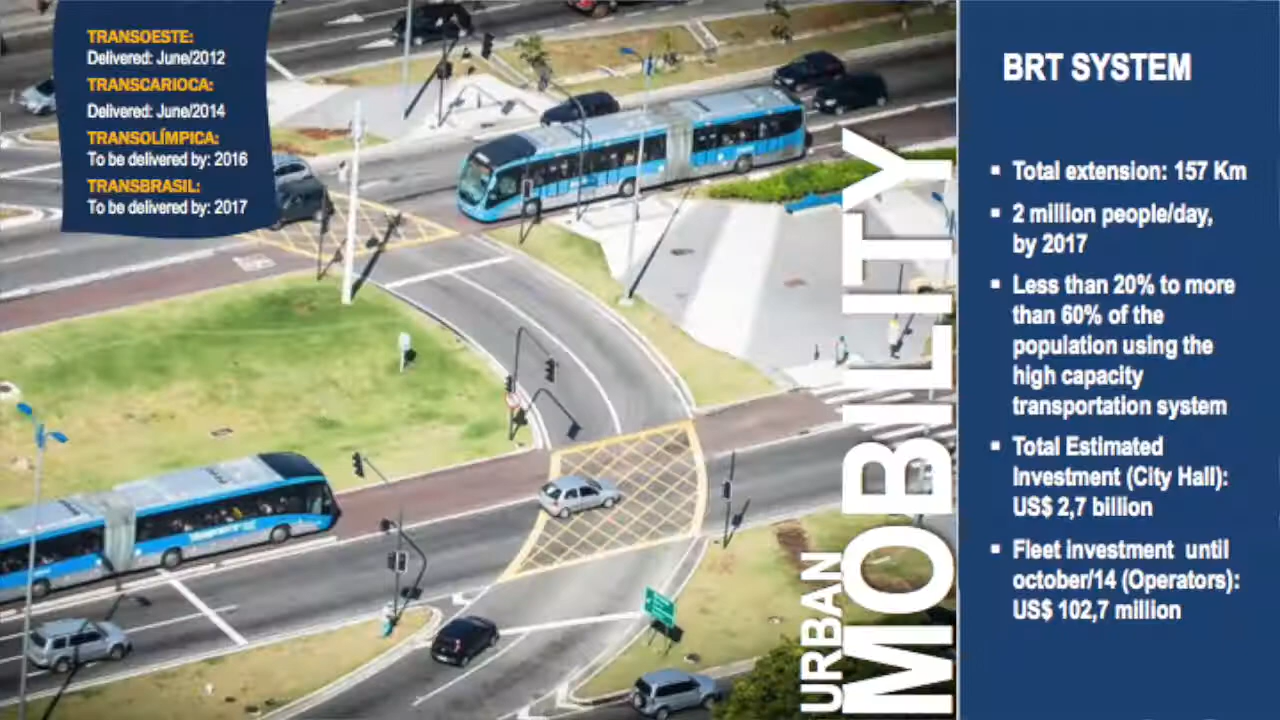 TRANSOESTE:
Delivered: June/2012
TRANSCARIOCA:
Delivered: June/2014
TRANSOLÍMPICA:
To be delivered by: 2016
TRANSBRASIL:
To be delivered by: 2017
URBAN
MOBILITY
BRT SYSTEM
▪ Total extension: 157 Km
▪ 2 million people/day,
by 2017
▪ Less than 20% to more
than 60% of the
population using the
high capacity
transportation system
▪ Total Estimated
Investment (City Hall):
US$ 2,7 billion
▪ Fleet investment until
october/14 (Operators):
US$ 102,7 million